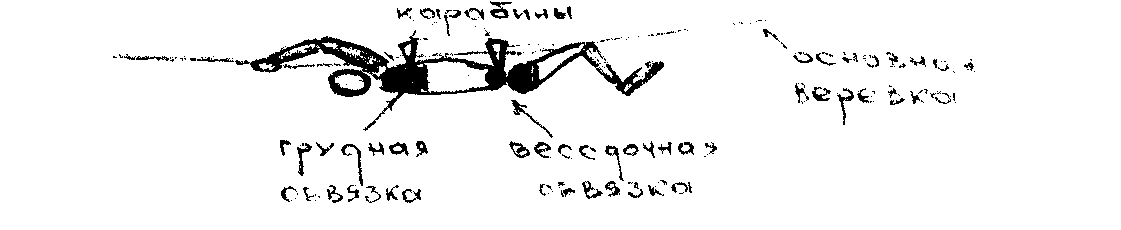 карабины
основная
веревка
грудная
обвязка
беседочная
обвязка